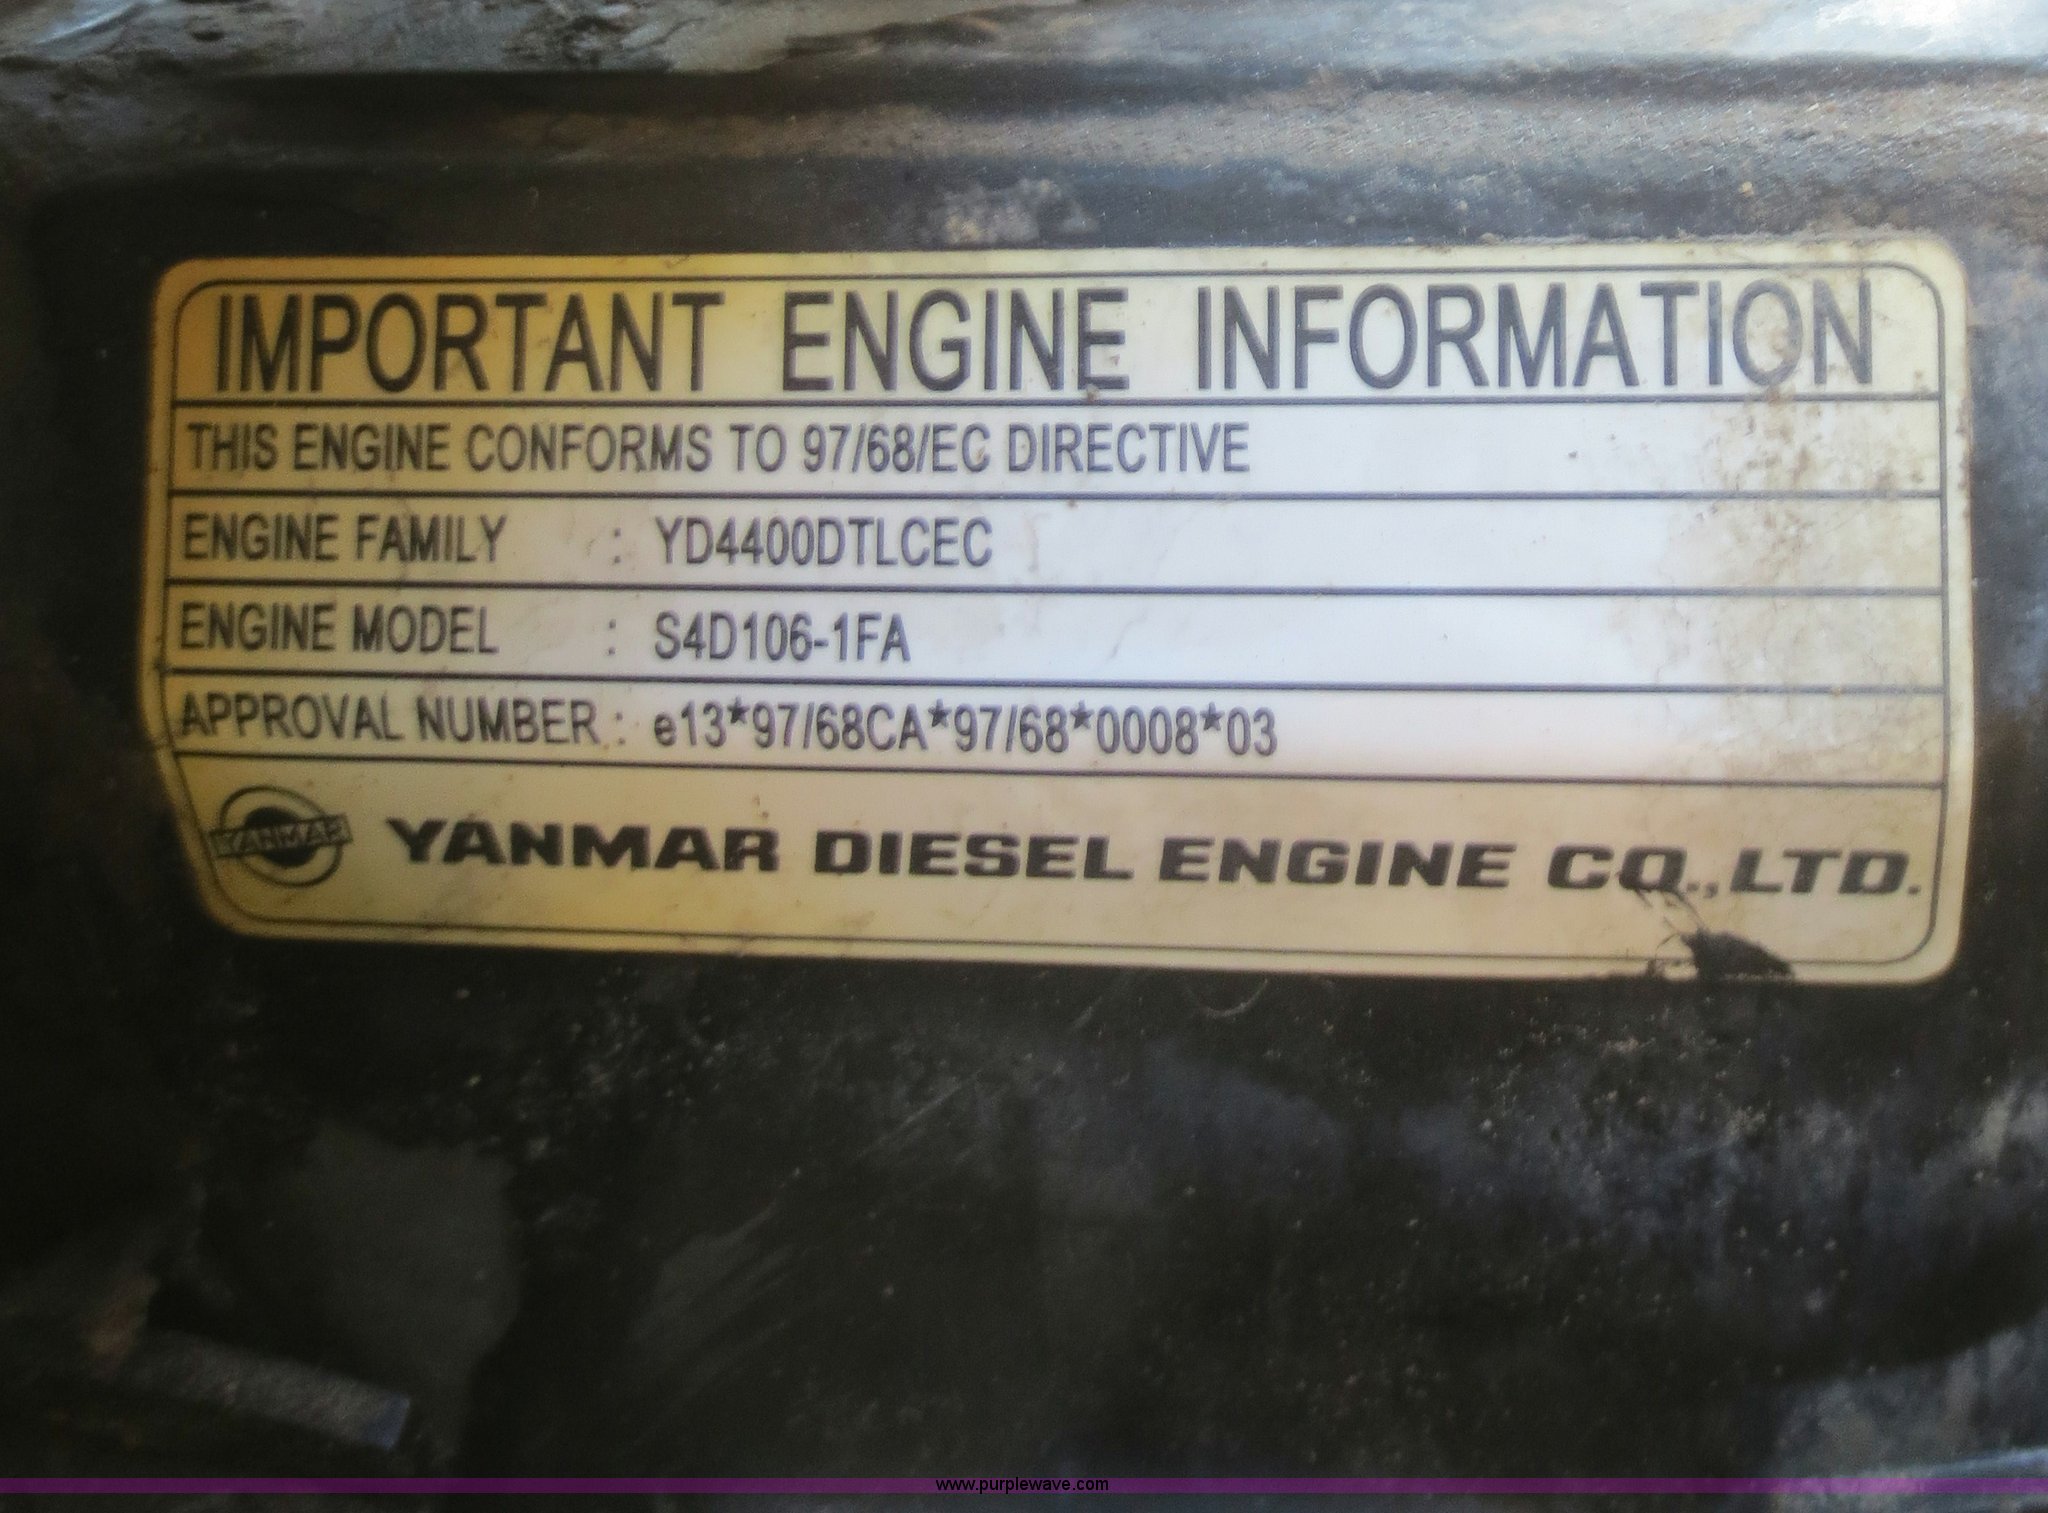 IMPORTANT ENGINE INFORMATION
THIS ENGINE CONFORMS TO 97/68/EC DIRECTIVE
ENGINE FAMILY : YD4400DTLCEC
ENGINE MODEL : S4D106-1FA
APPROVAL NUMBER : e13*97/68CA*97/68*0008*03
YANMAR YANMAR DIESEL ENGINE CO.,LTD.
www.purplewave.com